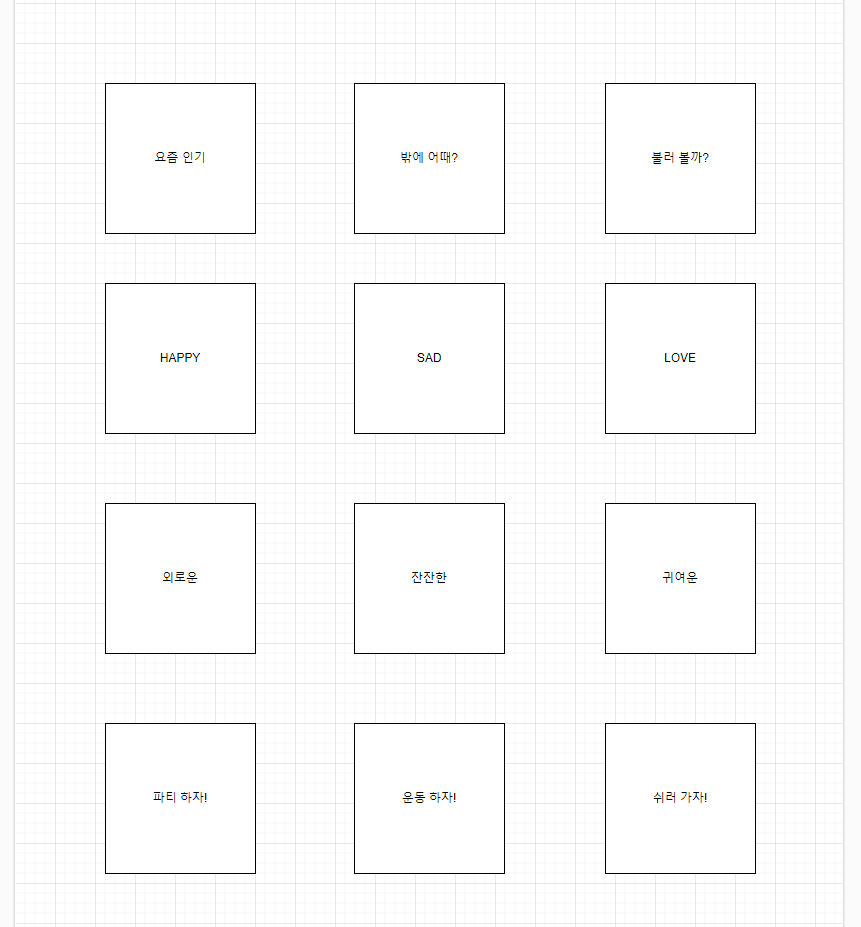 요즘 인기
밖에 어때?
불러 볼까?
HAPPY
SAD
LOVE
외로운
잔잔한
귀여운
파티 하자!
운동 하자!
쉬러 가자!